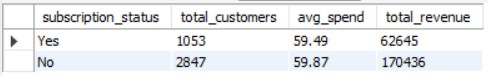 subscription_status total_customers avg_spend total_revenue
Yes 1053 59.49 62645
No 2847 59.87 170436